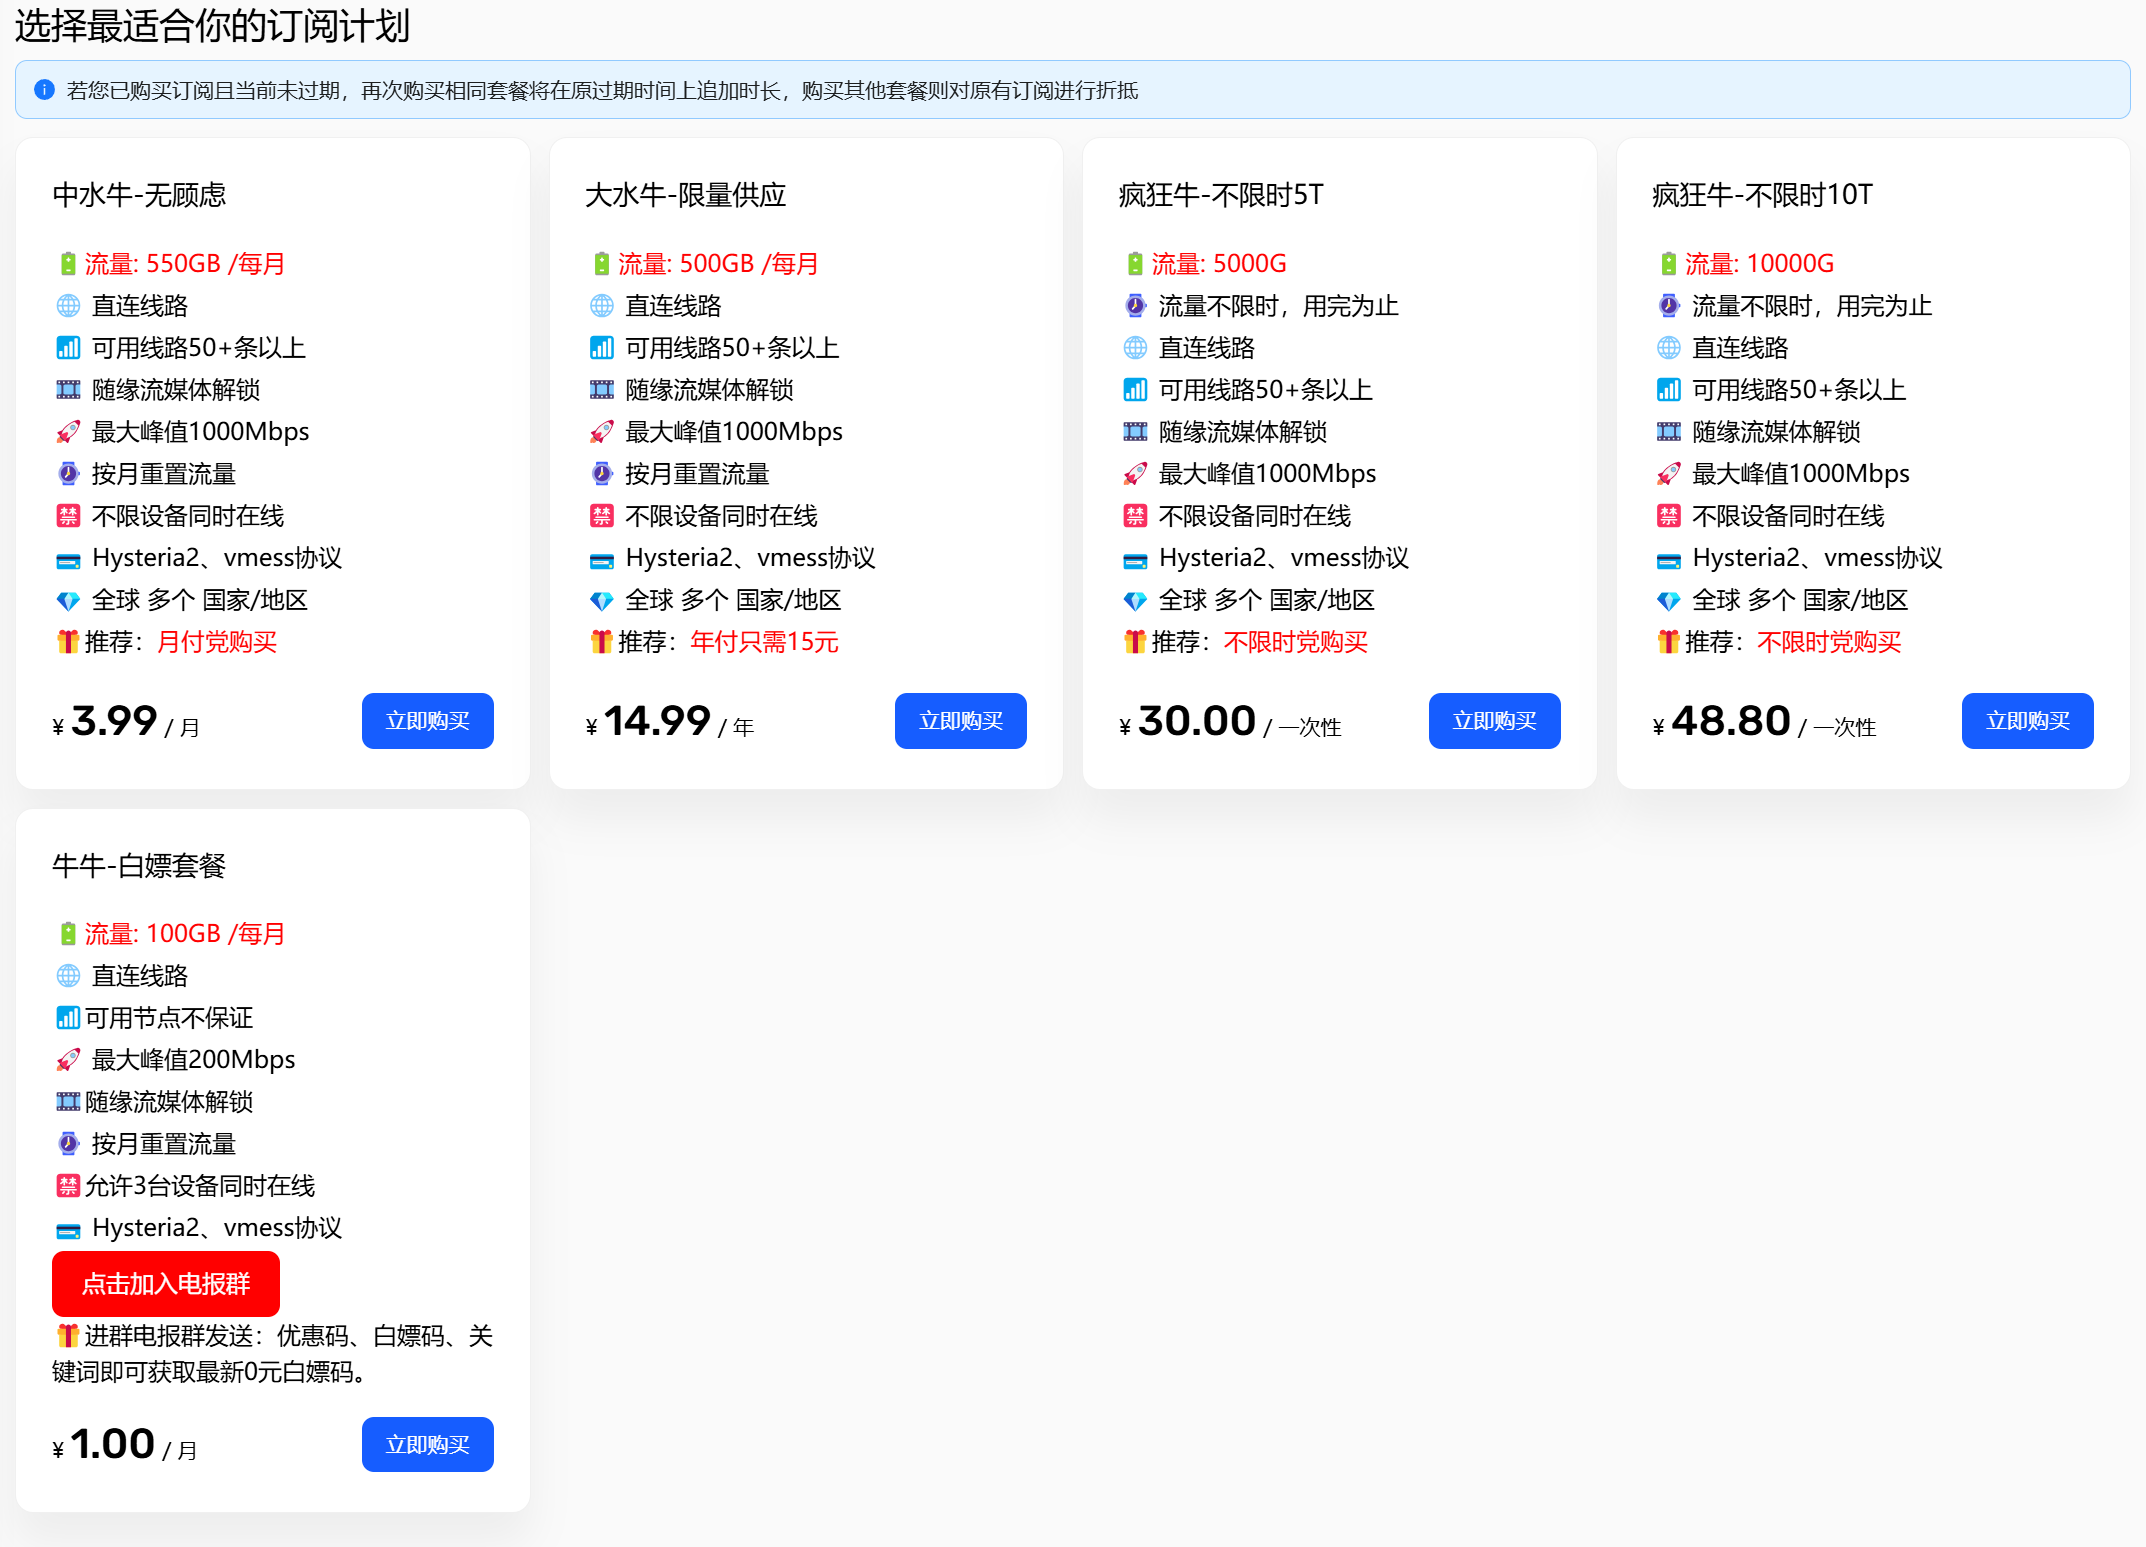 选择最适合你的订阅计划
若您已购买订阅且当前未过期，再次购买相同套餐将在原过期时间上追加时长，购买其他套餐则对原有订阅进行折抵
中水牛-无顾虑
流量: 550GB /每月
直连线路
可用线路50+条以上
随缘流媒体解锁
最大峰值1000Mbps
按月重置流量
禁 不限设备同时在线
Hysteria2、vmess协议
全球 多个 国家/地区
推荐：月付党购买
¥ 3.99 / 月
立即购买
大水牛-限量供应
流量: 500GB /每月
直连线路
可用线路50+条以上
随缘流媒体解锁
最大峰值1000Mbps
按月重置流量
禁 不限设备同时在线
Hysteria2、vmess协议
全球 多个 国家/地区
推荐：年付只需15元
¥ 14.99 / 年
立即购买
疯狂牛-不限时5T
流量: 5000G
流量不限时，用完为止
直连线路
可用线路50+条以上
随缘流媒体解锁
最大峰值1000Mbps
禁 不限设备同时在线
Hysteria2、vmess协议
全球 多个 国家/地区
推荐：不限时党购买
¥ 30.00 / 一次性
立即购买
疯狂牛-不限时10T
流量: 10000G
流量不限时，用完为止
直连线路
可用线路50+条以上
随缘流媒体解锁
最大峰值1000Mbps
禁 不限设备同时在线
Hysteria2、vmess协议
全球 多个 国家/地区
推荐：不限时党购买
¥ 48.80 / 一次性
立即购买
牛牛-白嫖套餐
流量: 100GB /每月
直连线路
可用节点不保证
最大峰值200Mbps
随缘流媒体解锁
按月重置流量
禁 允许3台设备同时在线
Hysteria2、vmess协议
点击加入电报群
进群电报群发送：优惠码、白嫖码、关
键词即可获取最新0元白嫖码。
¥ 1.00 / 月
立即购买